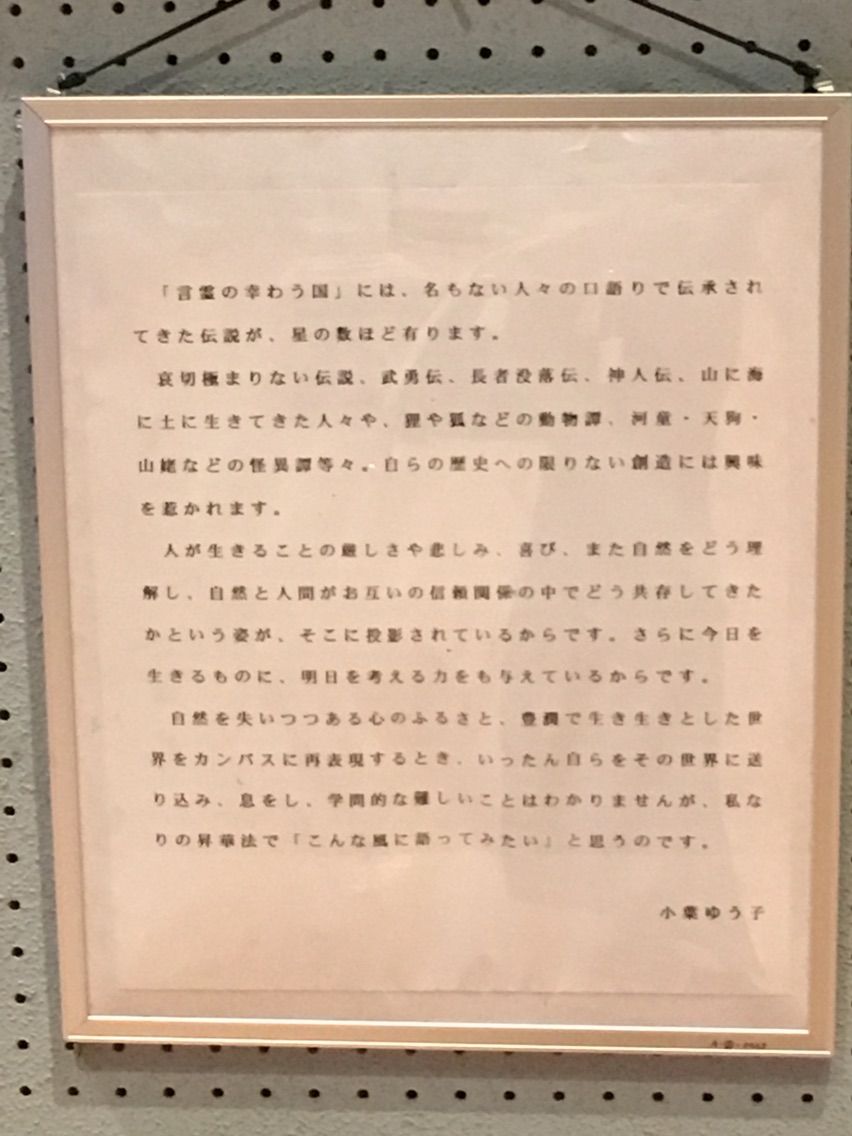 「言霊の幸わう国」には、名もない人々の口語りで伝承され
てきた伝説が、星の数ほど有ります。
哀切極まりない伝説、武勇伝、長者没落伝、神人伝、山に海
に土に生きてきた人々や、狸や狐などの動物譚、河童・天狗・
山姥などの怪異譚等々。自らの歴史への限りない創造には興味
を惹かれます。
人が生きることの厳しさや悲しみ、喜び、また自然をどう理
解し、自然と人間がお互いの信頼関係の中でどう共存してきた
かという姿が、そこに投影されているからです。さらに今日を
生きるものに、明日を考える力をも与えているからです。
自然を失いつつある心のふるさと、豊潤で生き生きとした世
界をカンバスに再表現するとき、いったん自らをその世界に送
り込み、息をし、学問的な難しいことはわかりませんが、私な
りの昇華法で「こんな風に語ってみたい」と思うのです。
小葉ゆう子